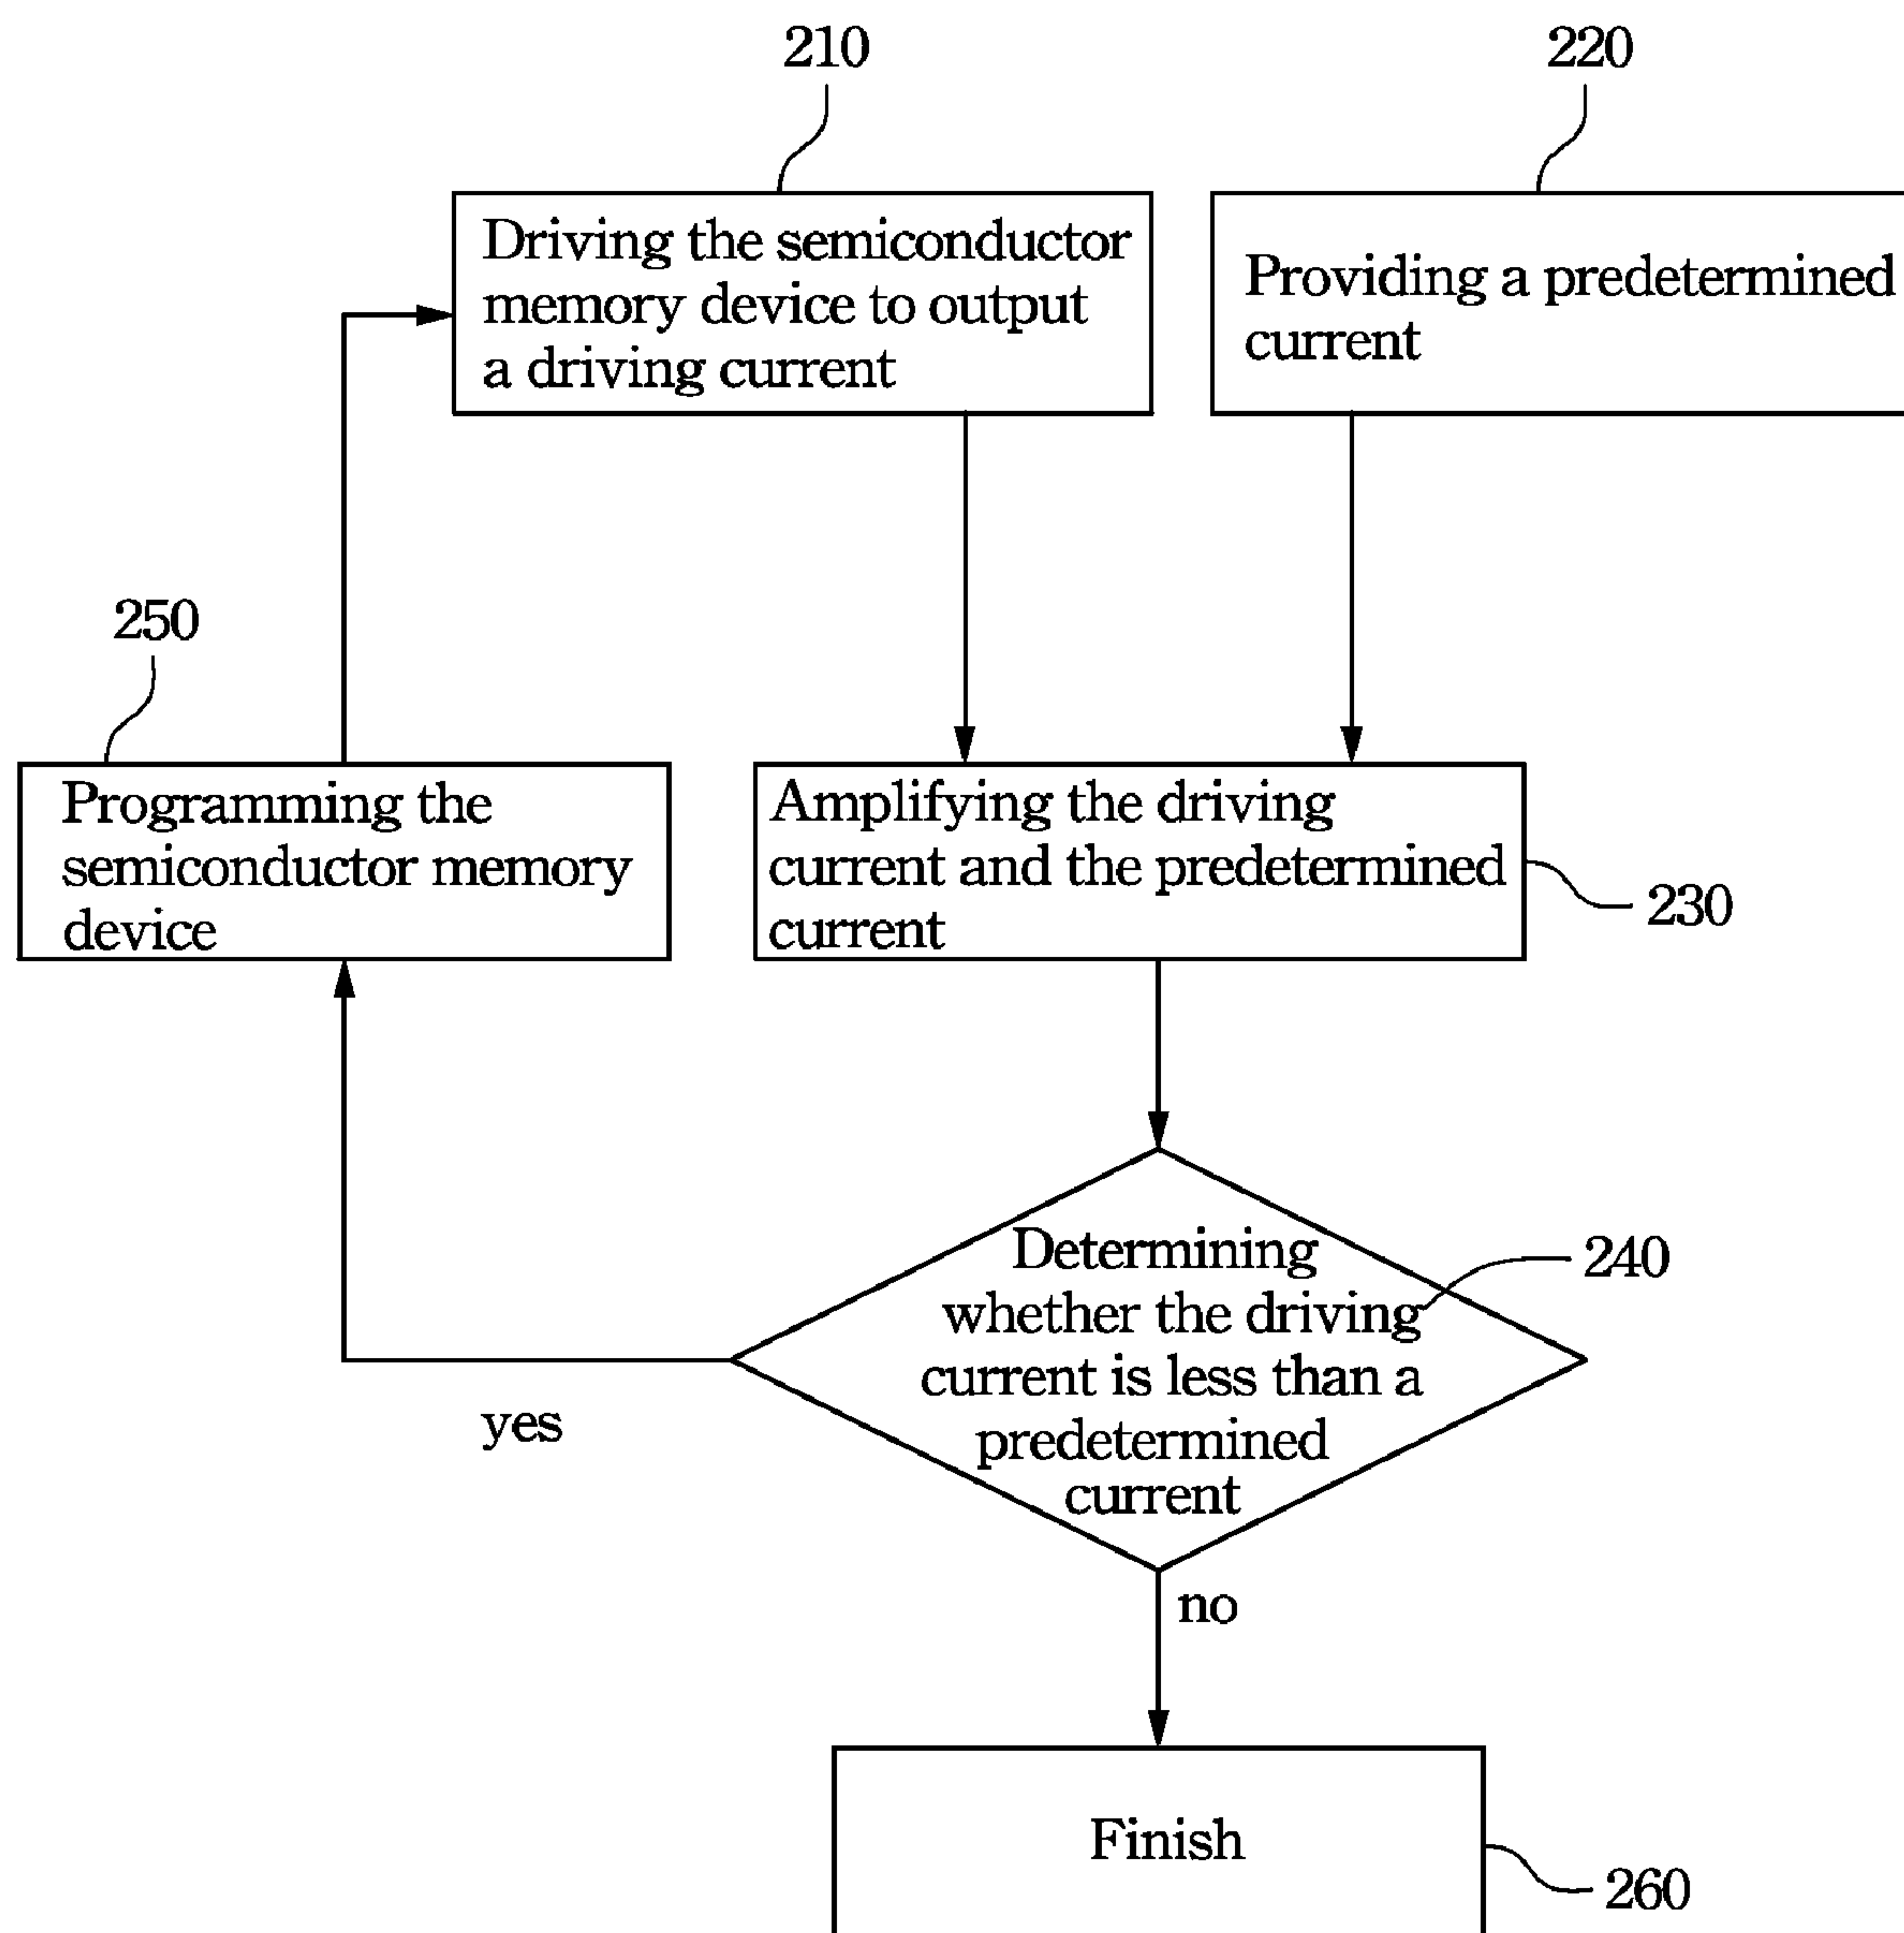 210
220
Driving the semiconductor
memory device to output
a driving current
Providing a predetermined
current
250
Programming the
semiconductor memory
device
Amplifying the driving
current and the predetermined
current
230
Determining
whether the driving
current is less than a
predetermined
current
240
yes
no
Finish
260